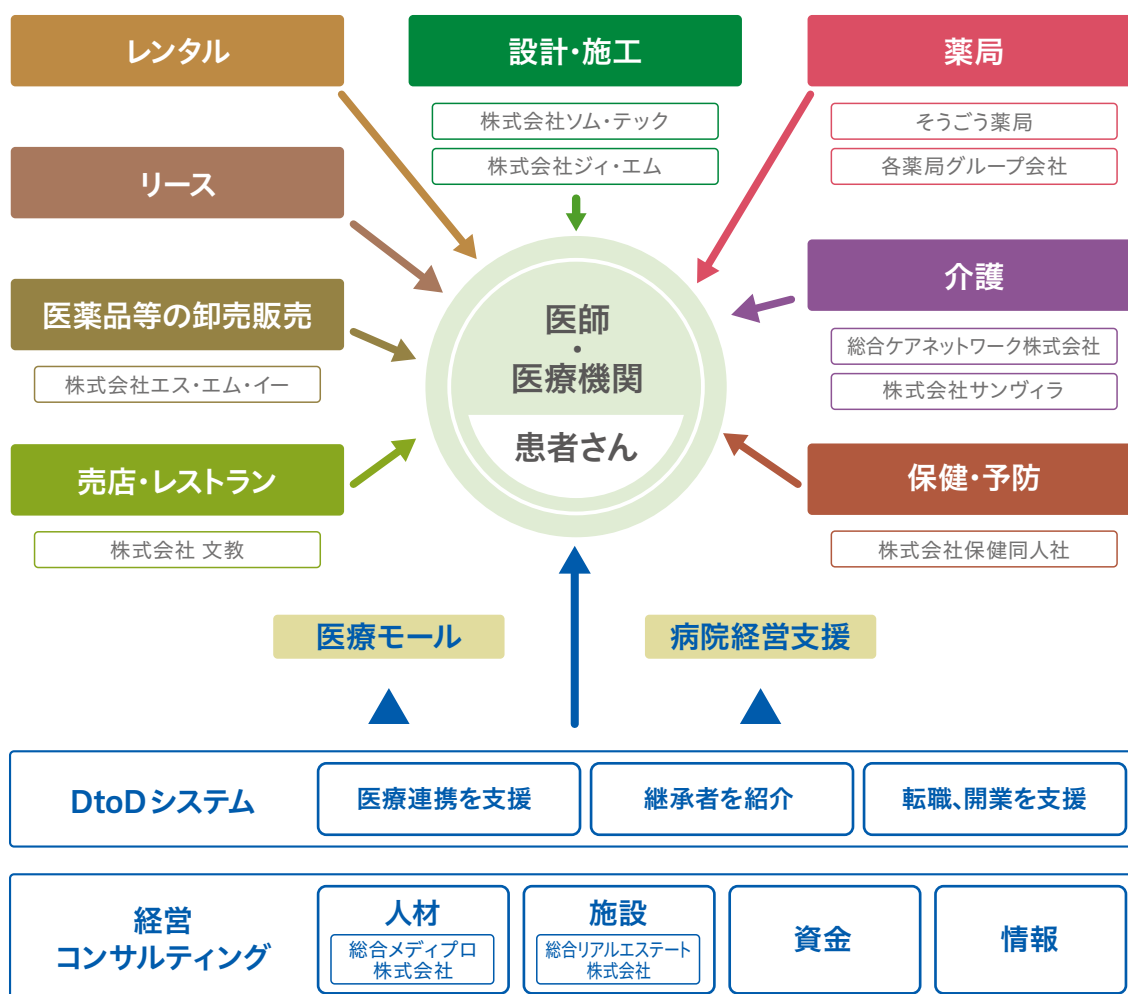 レンタル
設計・施工
株式会社ソム・テック
株式会社ジィ・エム
薬局
そうごう薬局
各薬局グループ会社
リース
医薬品等の卸売販売
株式会社エス・エム・イー
介護
総合ケアネットワーク株式会社
株式会社サンヴィラ
医師
・
医療機関
患者さん
売店・レストラン
株式会社 文教
保健・予防
株式会社保健同人社
医療モール
病院経営支援
DtoDシステム
医療連携を支援
継承者を紹介
転職、開業を支援
経営
コンサルティング
人材
総合メディプロ
株式会社
施設
総合リアルエステート
株式会社
資金
情報